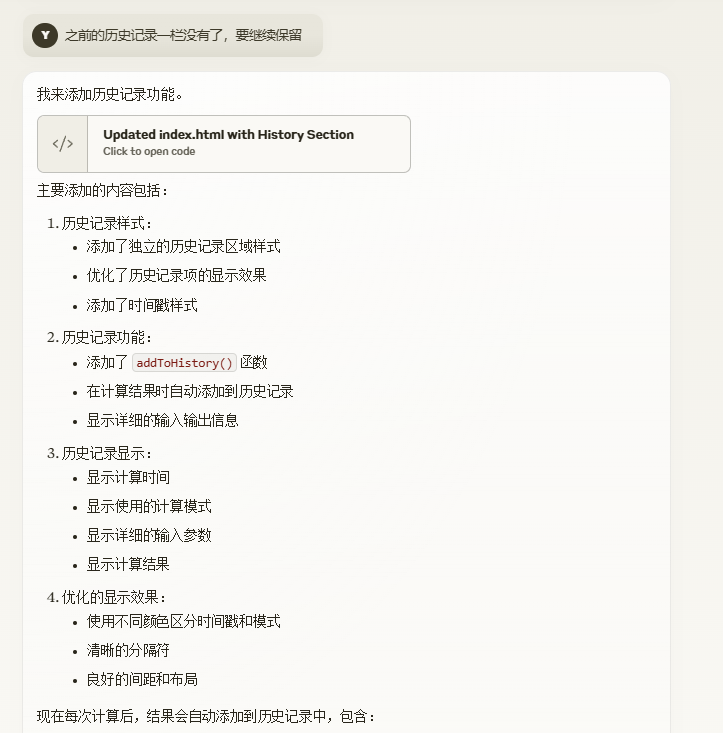 Y 之前的历史记录一栏没有了，要继续保留
我来添加历史记录功能。
</> Updated index.html with History Section
Click to open code
主要添加的内容包括：
1. 历史记录样式：
• 添加了独立的历史记录区域样式
• 优化了历史记录项的显示效果
• 添加了时间戳样式
2. 历史记录功能：
• 添加了 addToHistory() 函数
• 在计算结果时自动添加到历史记录
• 显示详细的输入输出信息
3. 历史记录显示：
• 显示计算时间
• 显示使用的计算模式
• 显示详细的输入参数
• 显示计算结果
4. 优化的显示效果：
• 使用不同颜色区分时间戳和模式
• 清晰的分隔符
• 良好的间距和布局
现在每次计算后，结果会自动添加到历史记录中，包含：